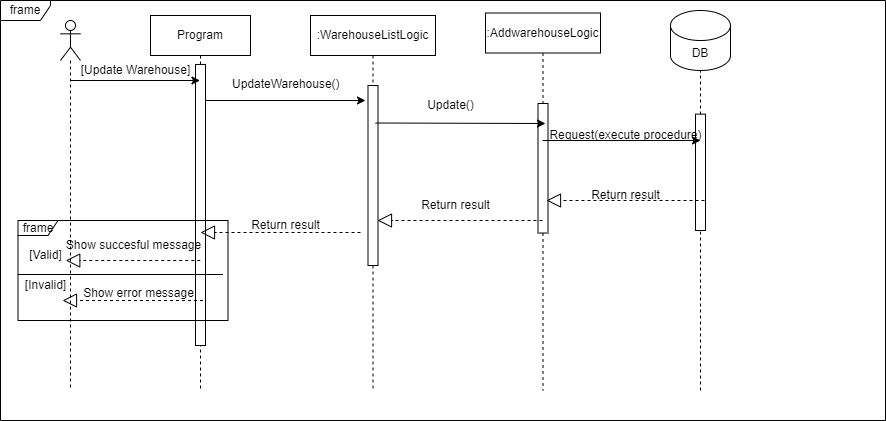 frame
Program
:WarehouseListLogic
:AddwarehouseLogic
DB
[Update Warehouse]
UpdateWarehouse()
Update()
Request(execute procedure)
Return result
Return result
Return result
frame
Show succesful message
[Valid]
[Invalid]
Show error message